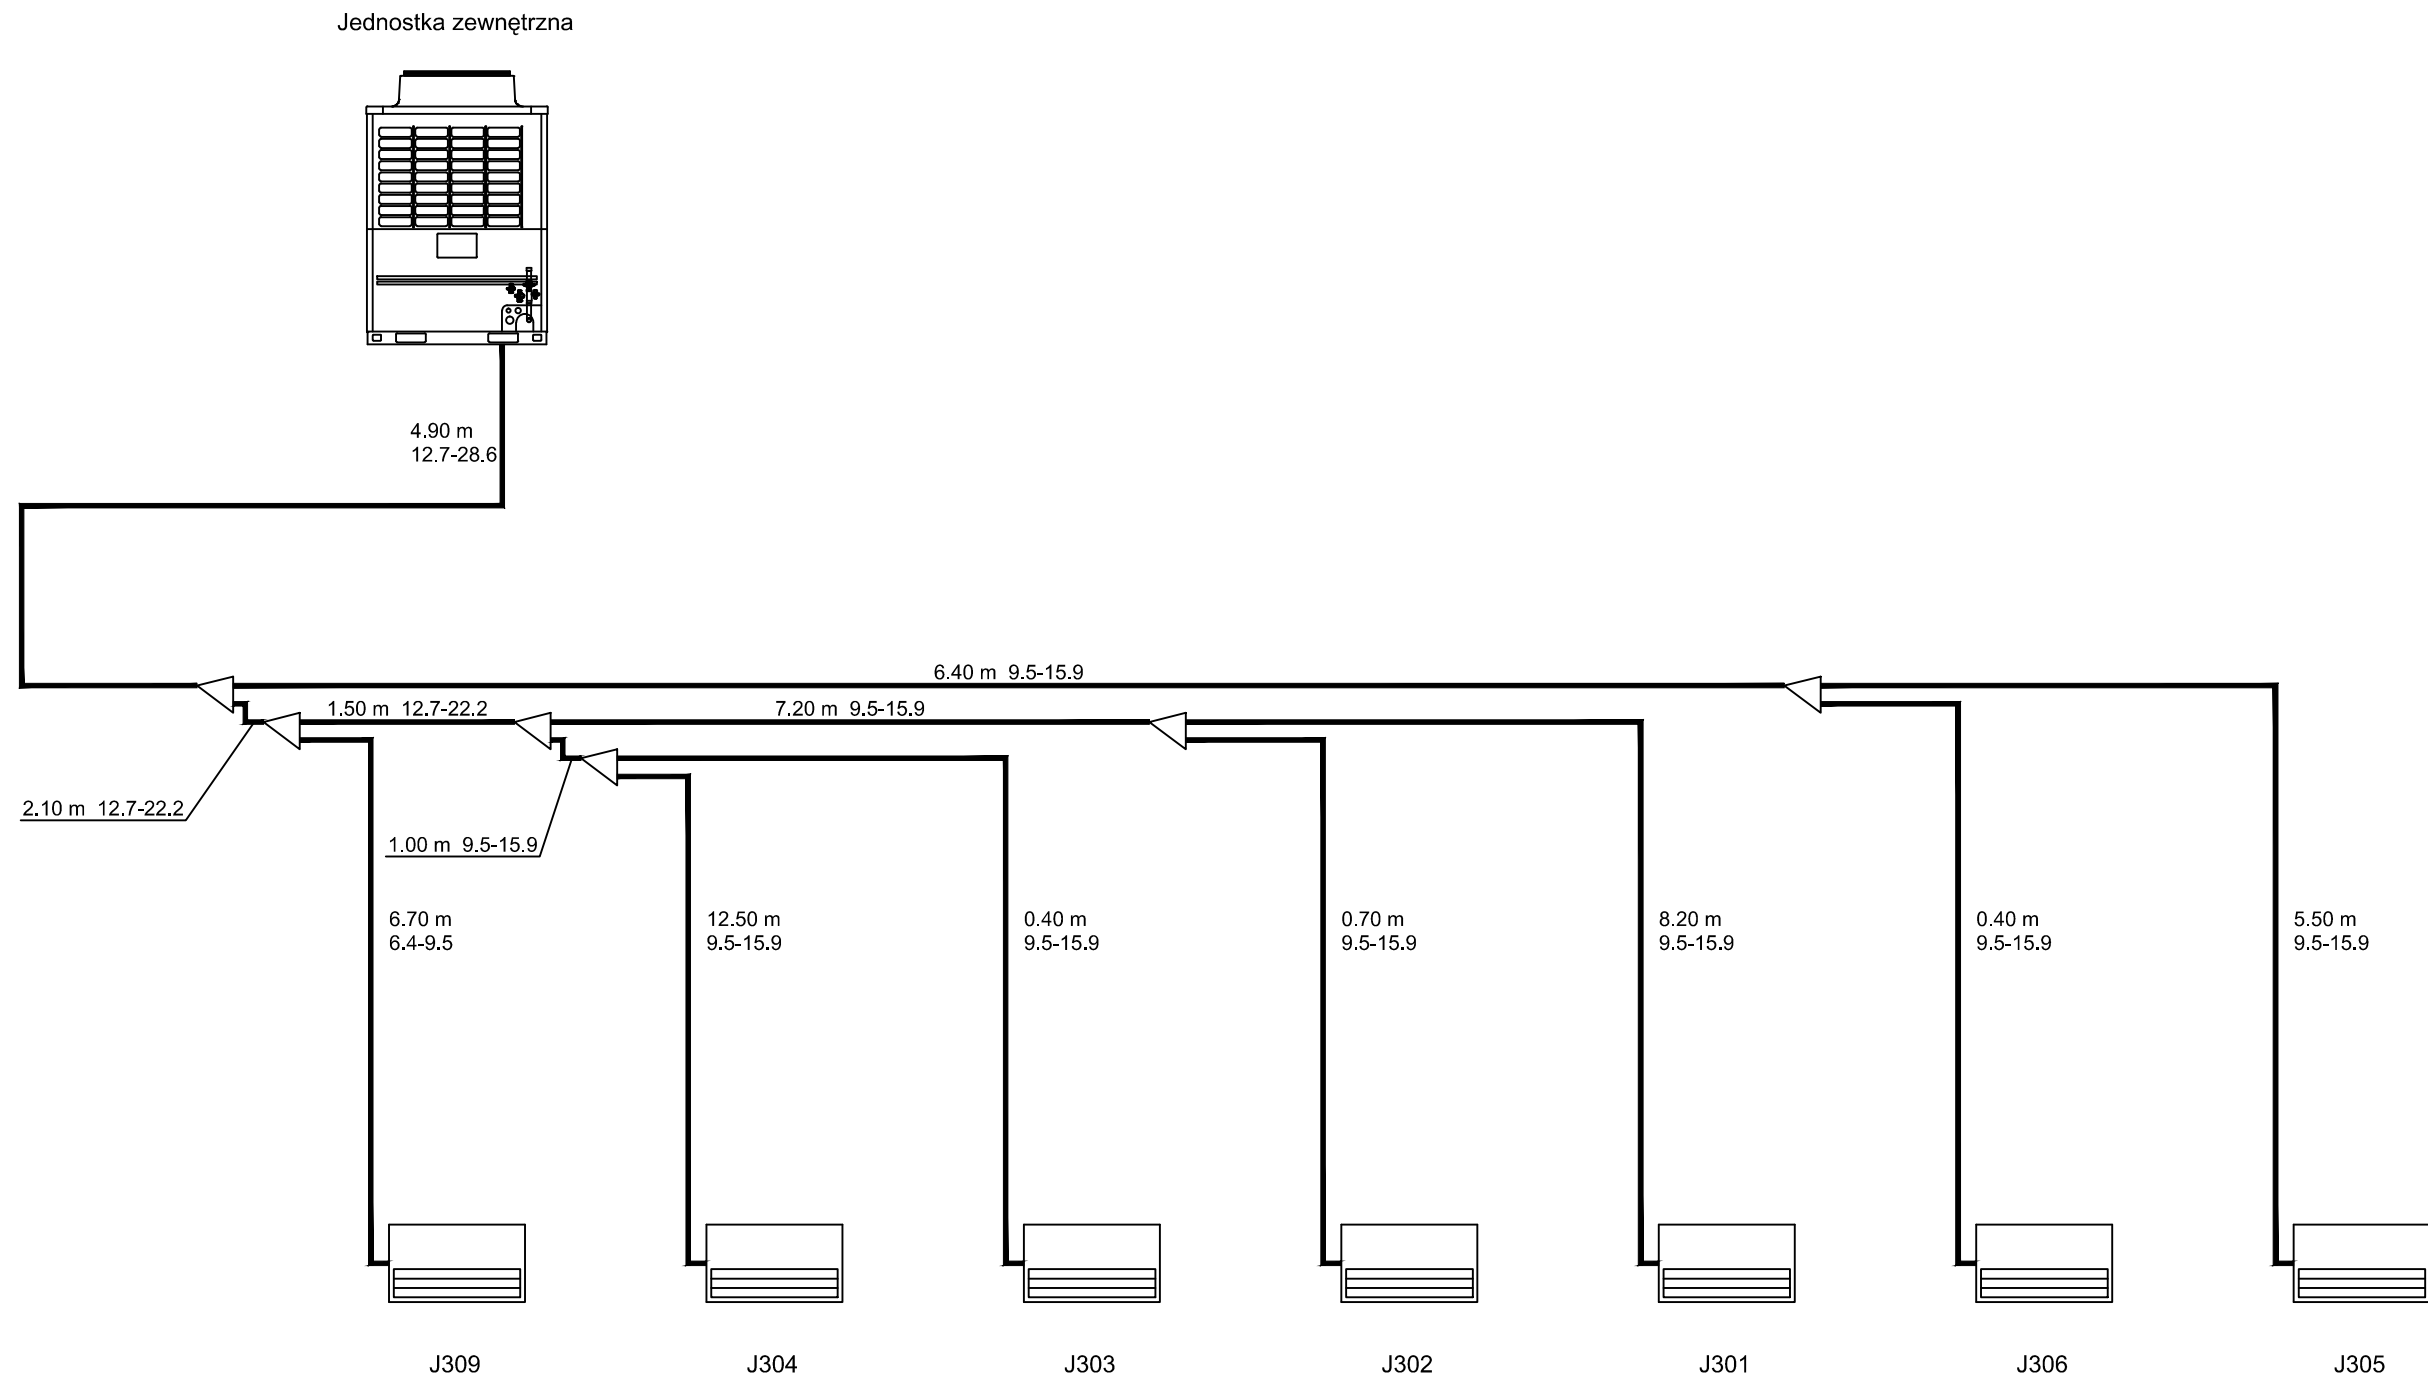 Jednostka zewnętrzna
4.90 m
12.7-28.6
6.40 m 9.5-15.9
1.50 m 12.7-22.2
7.20 m 9.5-15.9
2.10 m 12.7-22.2
1.00 m 9.5-15.9
6.70 m
6.4-9.5
12.50 m
9.5-15.9
0.40 m
9.5-15.9
0.70 m
9.5-15.9
8.20 m
9.5-15.9
0.40 m
9.5-15.9
5.50 m
9.5-15.9
J309
J304
J303
J302
J301
J306
J305